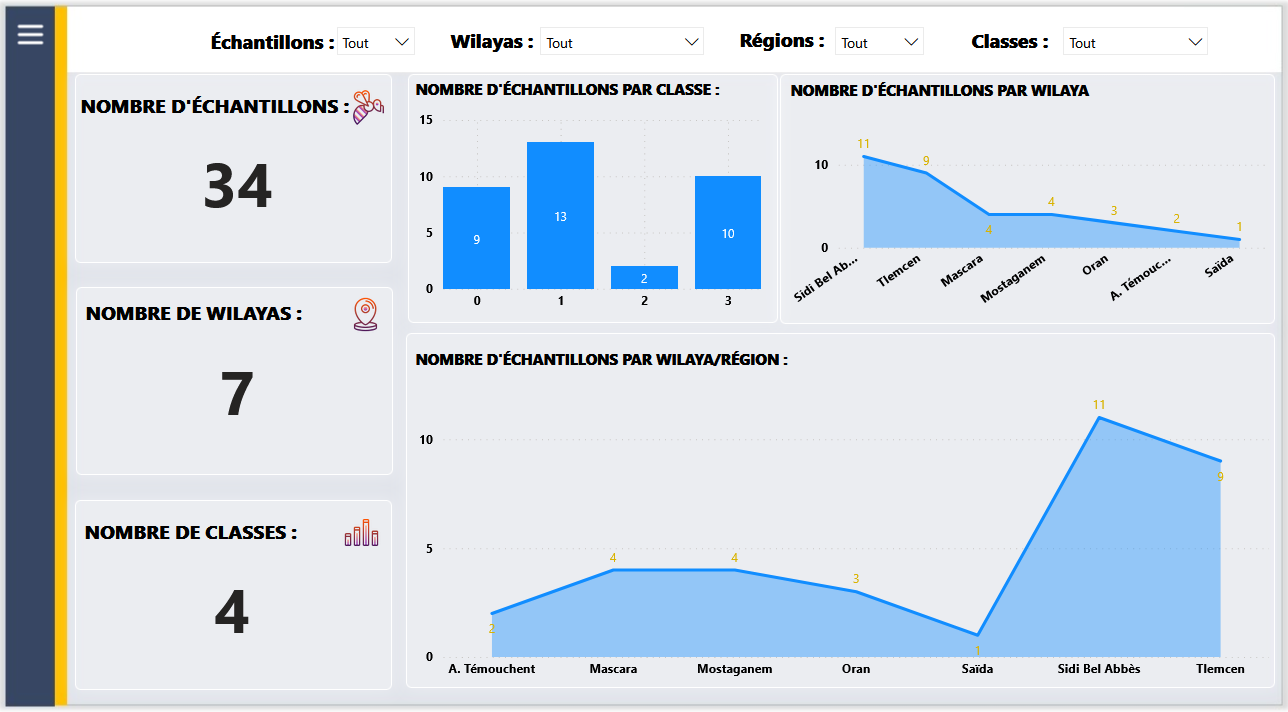 Échantillons : Tout Wilayas : Tout Régions : Tout Classes : Tout
NOMBRE D'ÉCHANTILLONS :
34
NOMBRE DE WILAYAS :
7
NOMBRE DE CLASSES :
4
NOMBRE D'ÉCHANTILLONS PAR CLASSE :
15
10
5
0
9
13
2
10
0 1 2 3
NOMBRE D'ÉCHANTILLONS PAR WILAYA
10
0
11
9
4
4
3
2
1
Sidi Bel Ab...
Tlemcen
Mascara
Mostaganem
Oran
A. Témouc...
Saïda
NOMBRE D'ÉCHANTILLONS PAR WILAYA/RÉGION :
10
5
0
2
4
4
3
1
11
9
A. Témouchent Mascara Mostaganem Oran Saïda Sidi Bel Abbès Tlemcen